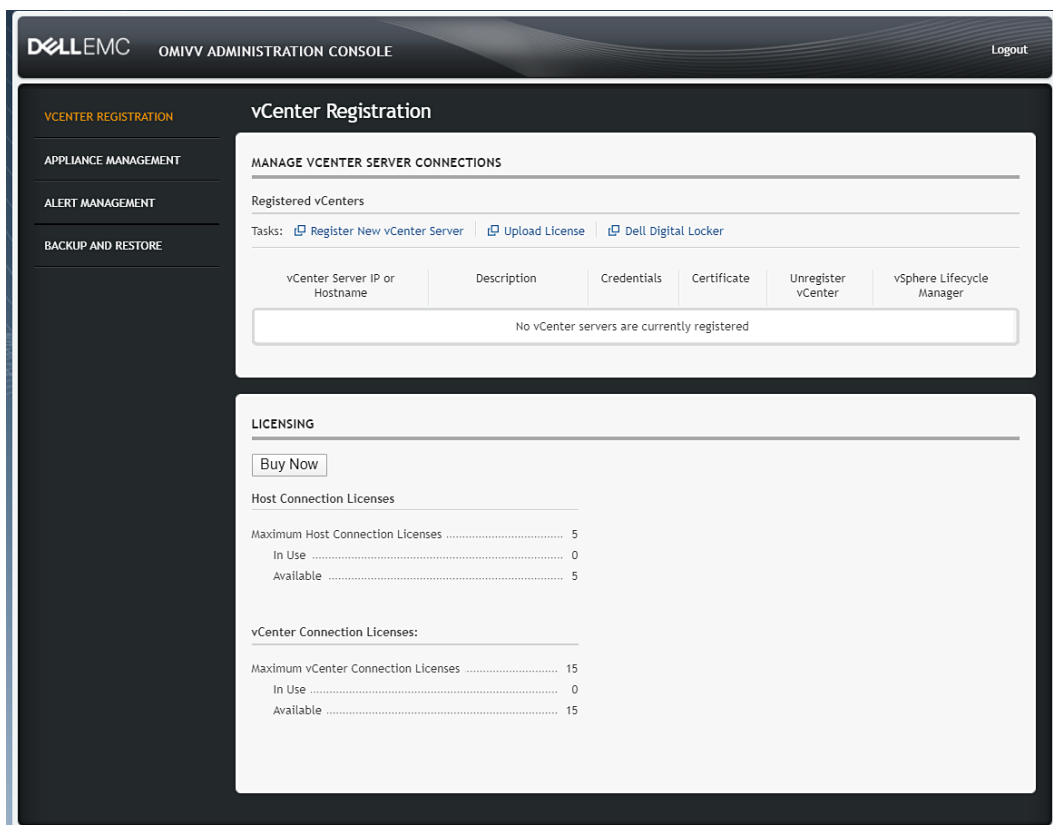 DELLEMC OMIVV ADMINISTRATION CONSOLE Logout
VCENTER REGISTRATION
APPLIANCE MANAGEMENT
ALERT MANAGEMENT
BACKUP AND RESTORE
vCenter Registration
MANAGE VCENTER SERVER CONNECTIONS
Registered vCenters
Tasks: Register New vCenter Server Upload License Dell Digital Locker
vCenter Server IP or Hostname Description Credentials Certificate Unregister vCenter vSphere Lifecycle Manager
No vCenter servers are currently registered
LICENSING
Buy Now
Host Connection Licenses
Maximum Host Connection Licenses 5
In Use 0
Available 5
vCenter Connection Licenses:
Maximum vCenter Connection Licenses 15
In Use 0
Available 15